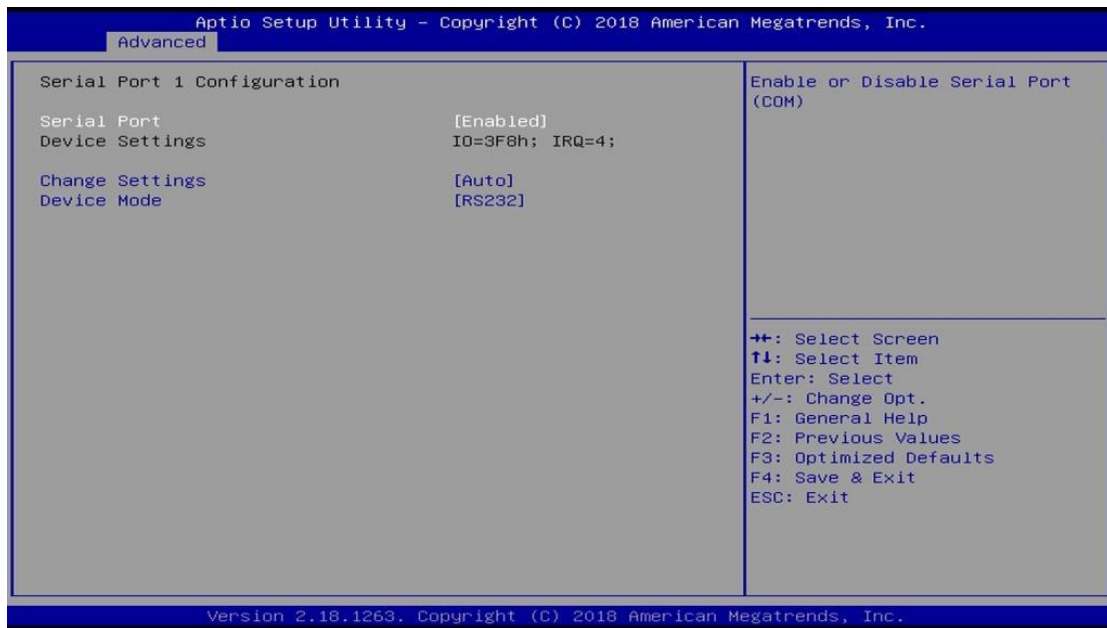 Aptio Setup Utility – Copyright (C) 2018 American Megatrends, Inc.
Advanced
Serial Port 1 Configuration
Serial Port [Enabled]
Device Settings IO=3F8h; IRQ=4;
Change Settings [Auto]
Device Mode [RS232]
Enable or Disable Serial Port
(COM)
→←: Select Screen
↑↓: Select Item
Enter: Select
+/-: Change Opt.
F1: General Help
F2: Previous Values
F3: Optimized Defaults
F4: Save & Exit
ESC: Exit
Version 2.18.1263. Copyright (C) 2018 American Megatrends, Inc.